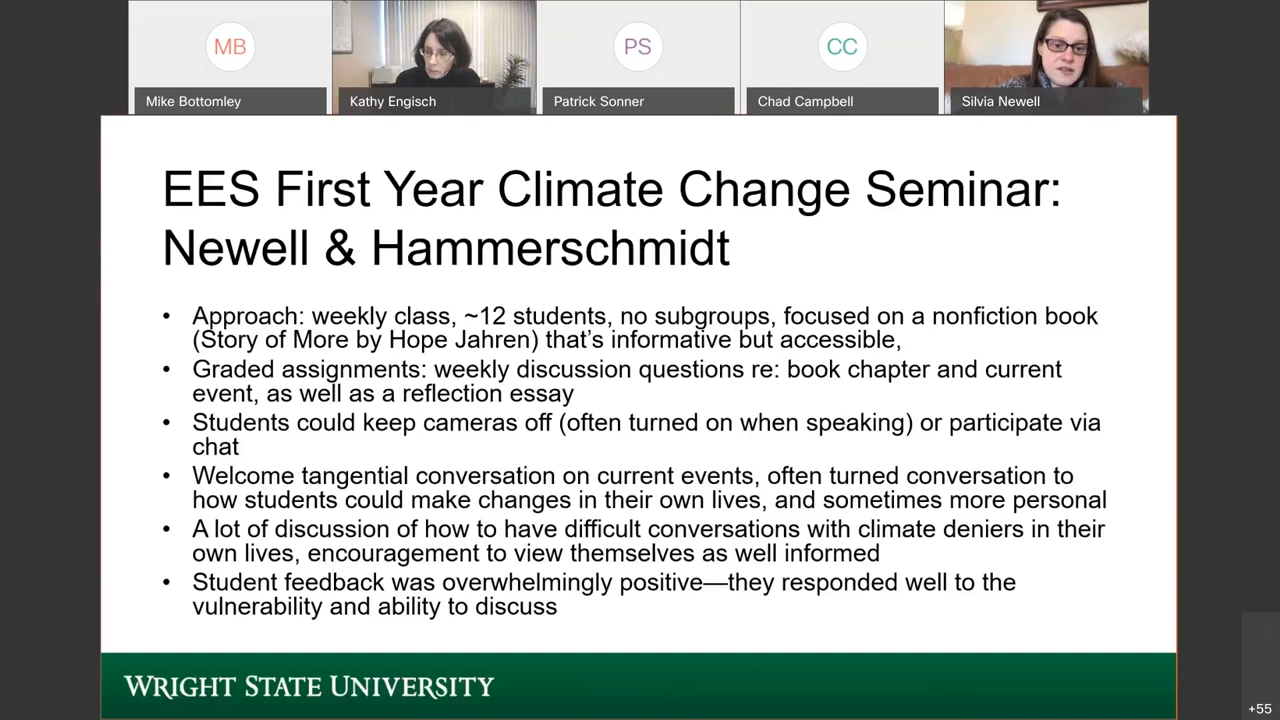 MB
PS
CC
Mike Bottomley
Kathy Engisch
Patrick Sonner
Chad Campbell
Silvia Newell
EES First Year Climate Change Seminar:
Newell & Hammerschmidt
• Approach: weekly class, ~12 students, no subgroups, focused on a nonfiction book
(Story of More by Hope Jahren) that's informative but accessible,
• Graded assignments: weekly discussion questions re: book chapter and current
event, as well as a reflection essay
• Students could keep cameras off (often turned on when speaking) or participate via
chat
• Welcome tangential conversation on current events, often turned conversation to
how students could make changes in their own lives, and sometimes more personal
• A lot of discussion of how to have difficult conversations with climate deniers in their
own lives, encouragement to view themselves as well informed
• Student feedback was overwhelmingly positive—they responded well to the
vulnerability and ability to discuss
WRIGHT STATE UNIVERSITY
+55